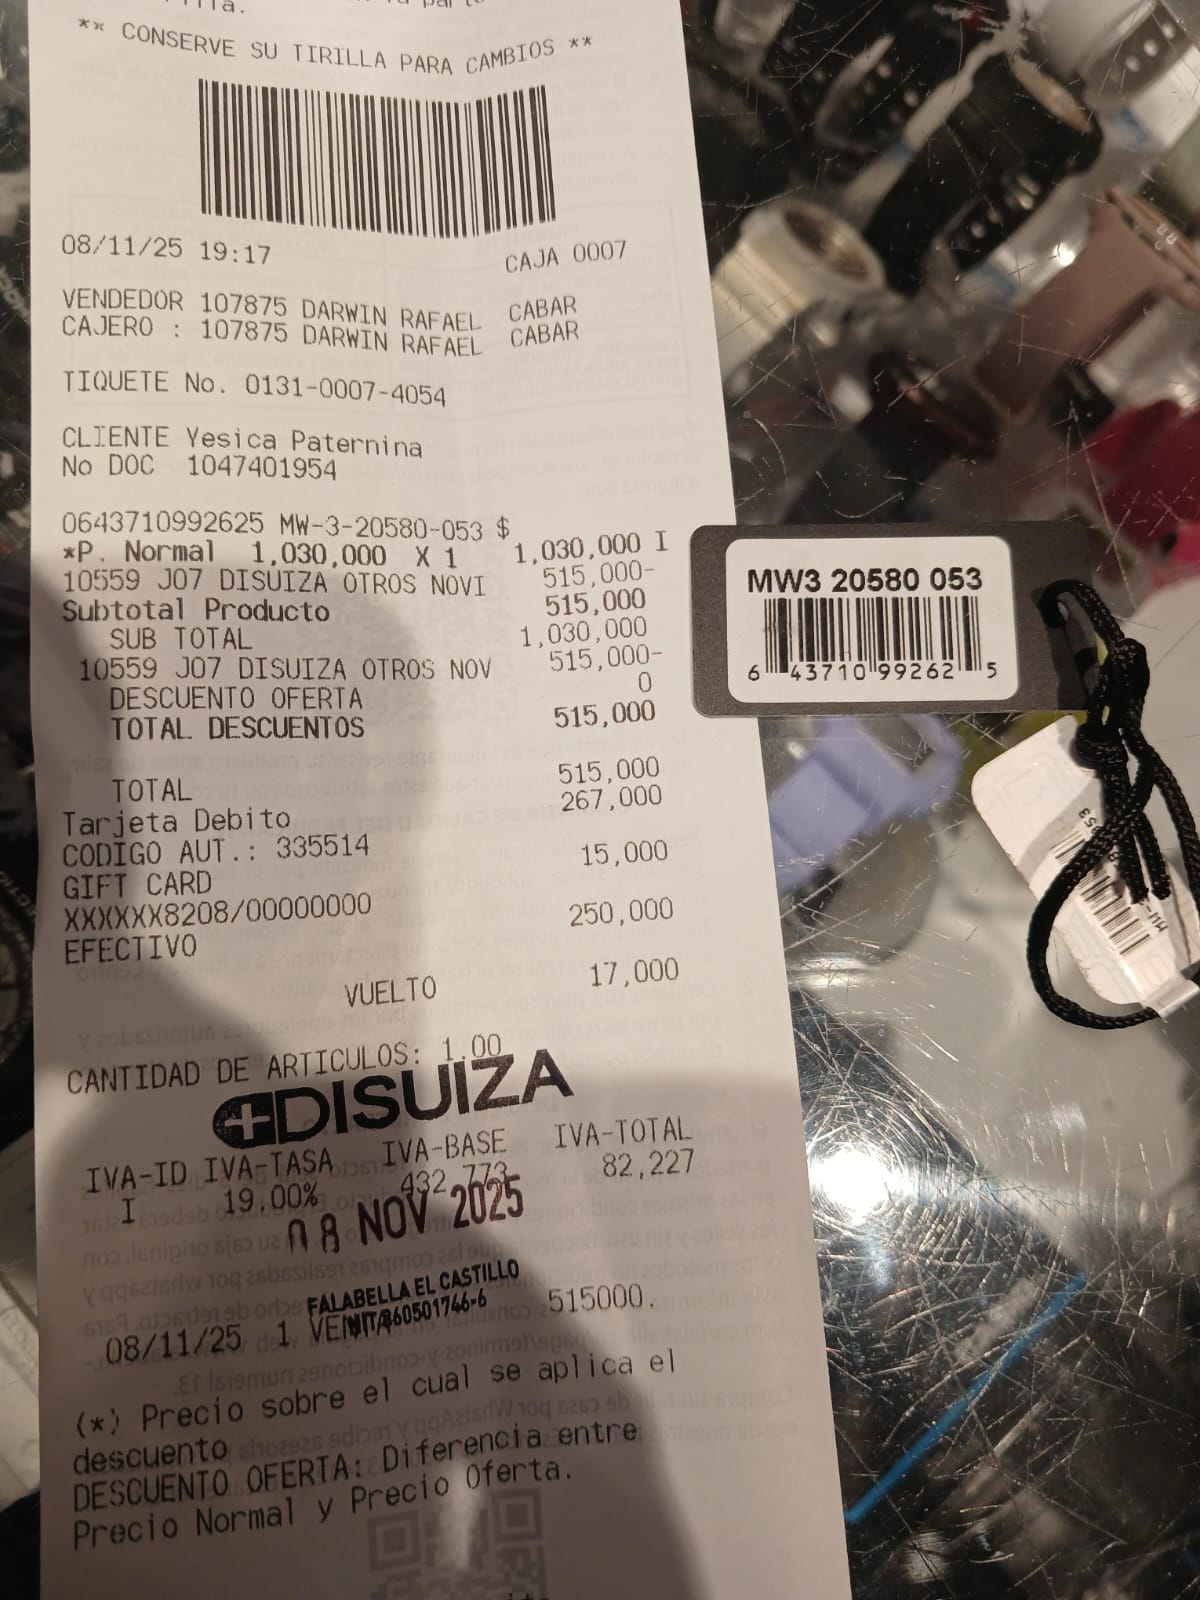 ** CONSERVE SU TIRILLA PARA CAMBIOS **
08/11/25 19:17 CAJA 0007
VENDEDOR 107875 DARWIN RAFAEL CABAR
CAJERO : 107875 DARWIN RAFAEL CABAR
TIQUETE No. 0131-0007-4054
CLIENTE Yesica Paternina
No DOC 1047401954
0643710992625 MW-3-20580-053 $
*P. Normal 1,030,000 X 1 1,030,000 I
10559 J07 DISUIZA OTROS NOVI 515,000-
Subtotal Producto 515,000
SUB TOTAL 1,030,000
10559 J07 DISUIZA OTROS NOV 515,000-
DESCUENTO OFERTA 0
TOTAL DESCUENTOS 515,000
TOTAL 515,000
Tarjeta Debito 267,000
CODIGO AUT.: 335514
GIFT CARD 15,000
XXXXXX8208/00000000
EFECTIVO 250,000
VUELTO 17,000
CANTIDAD DE ARTICULOS: 1.00
DISUIZA
IVA-ID IVA-TASA IVA-BASE IVA-TOTAL
I 19.00% 432,773 82,227
08 NOV 2025
FALABELLA EL CASTILLO
NIT 860501746-6
08/11/25 1 VENTA 515000.
(*) Precio sobre el cual se aplica el
descuento
DESCUENTO OFERTA: Diferencia entre
Precio Normal y Precio Oferta.
MW3 20580 053
6 43710 99262 5